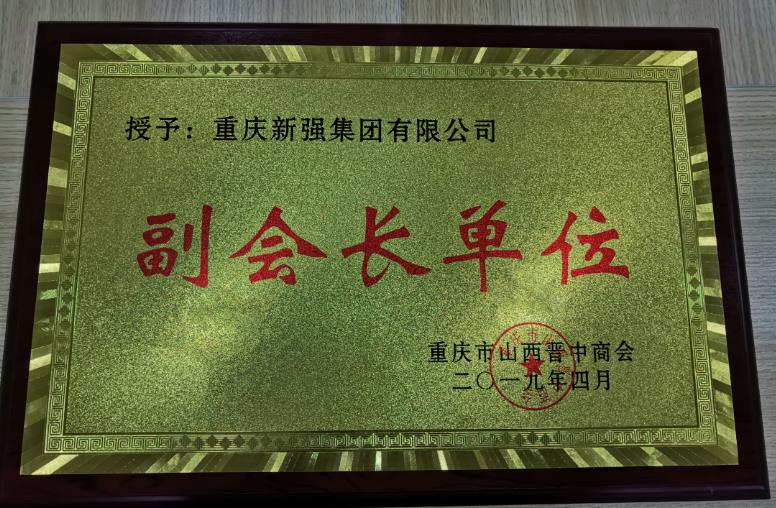 授予：重庆新强集团有限公司
副会长单位
重庆市山西晋中商会
二〇一九年四月